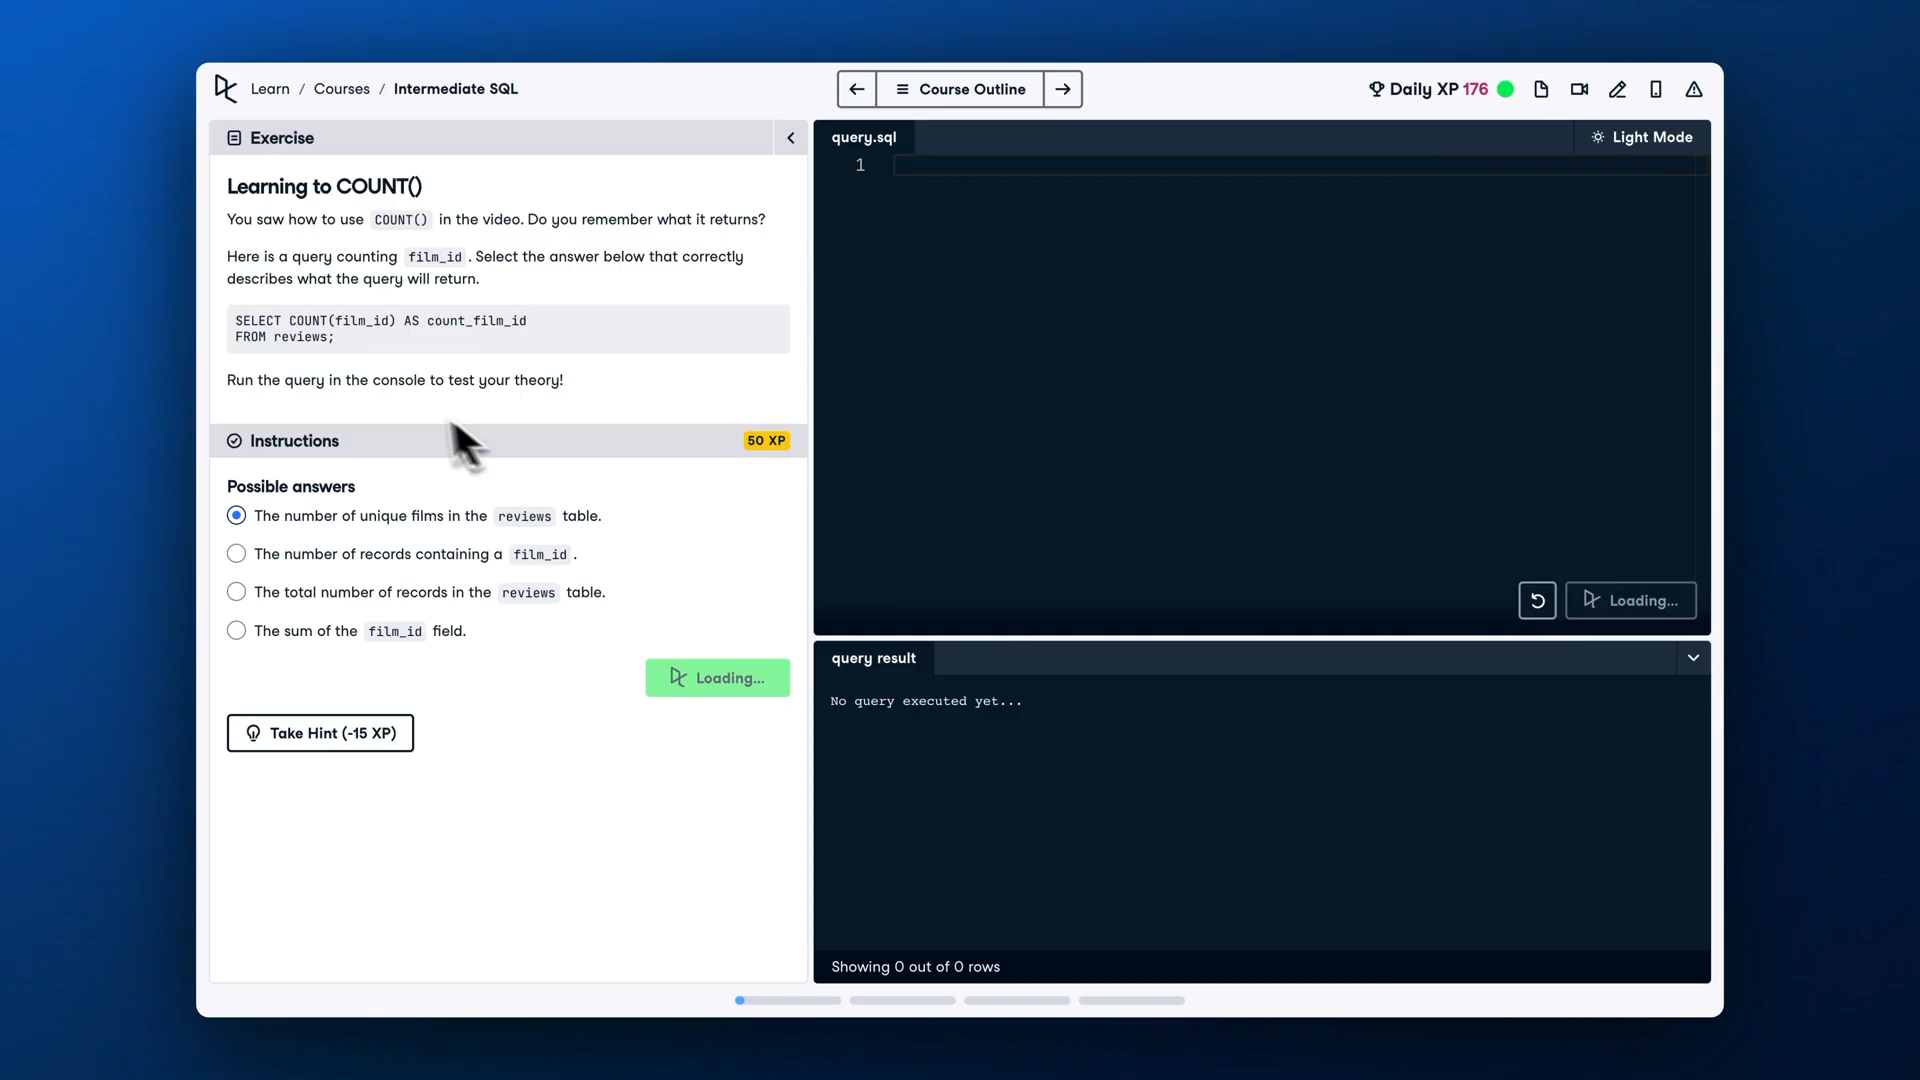 Learn / Courses / Intermediate SQL
Course Outline
Daily XP 176
Exercise
Learning to COUNT()
You saw how to use COUNT() in the video. Do you remember what it returns?
Here is a query counting film_id. Select the answer below that correctly
describes what the query will return.
SELECT COUNT(film_id) AS count_film_id
FROM reviews;
Run the query in the console to test your theory!
Instructions
50 XP
Possible answers
The number of unique films in the reviews table.
The number of records containing a film_id.
The total number of records in the reviews table.
The sum of the film_id field.
Loading...
Take Hint (-15 XP)
query.sql
Light Mode
1
Loading...
query result
No query executed yet...
Showing 0 out of 0 rows